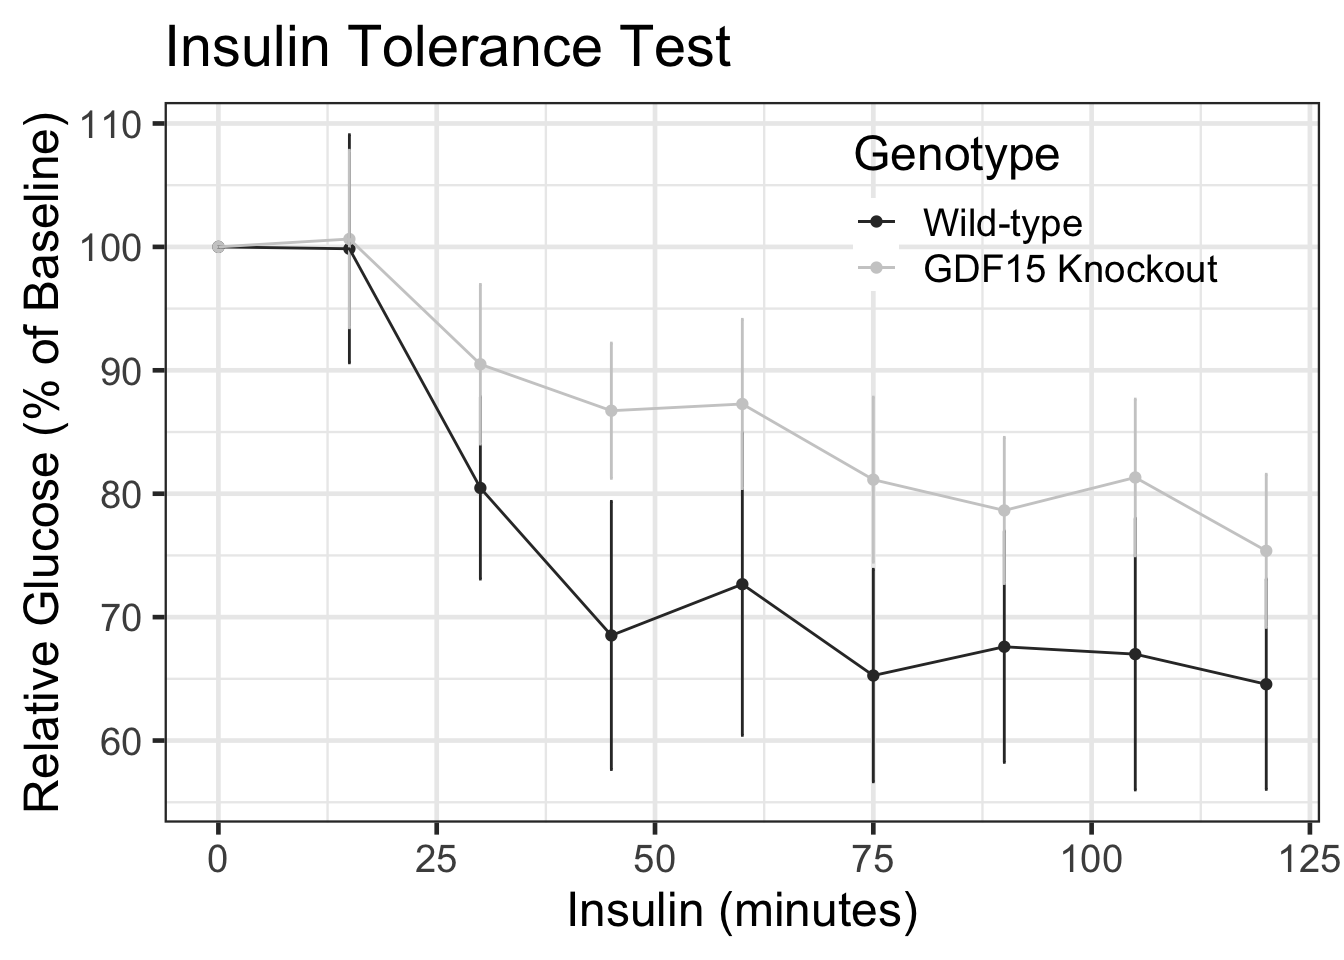 Insulin Tolerance Test
Relative Glucose (% of Baseline)
110
100
90
80
70
60
Genotype
Wild-type
GDF15 Knockout
0 25 50 75 100 125
Insulin (minutes)